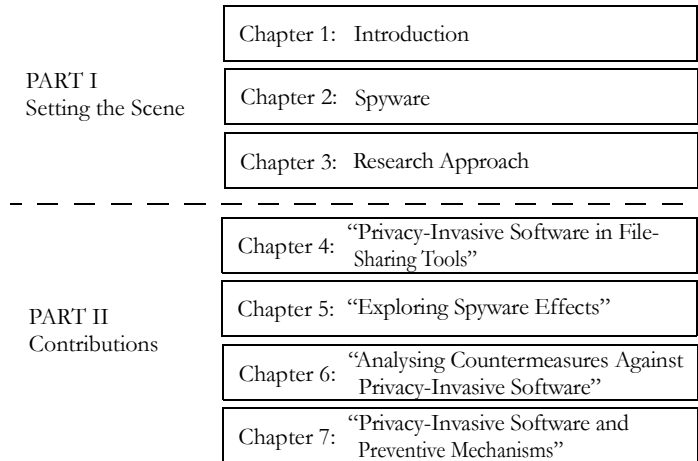 PART I
Setting the Scene
Chapter 1: Introduction
Chapter 2: Spyware
Chapter 3: Research Approach
PART II
Contributions
Chapter 4: “Privacy-Invasive Software in File-
Sharing Tools”
Chapter 5: “Exploring Spyware Effects”
Chapter 6: “Analysing Countermeasures Against
Privacy-Invasive Software”
Chapter 7: “Privacy-Invasive Software and
Preventive Mechanisms”